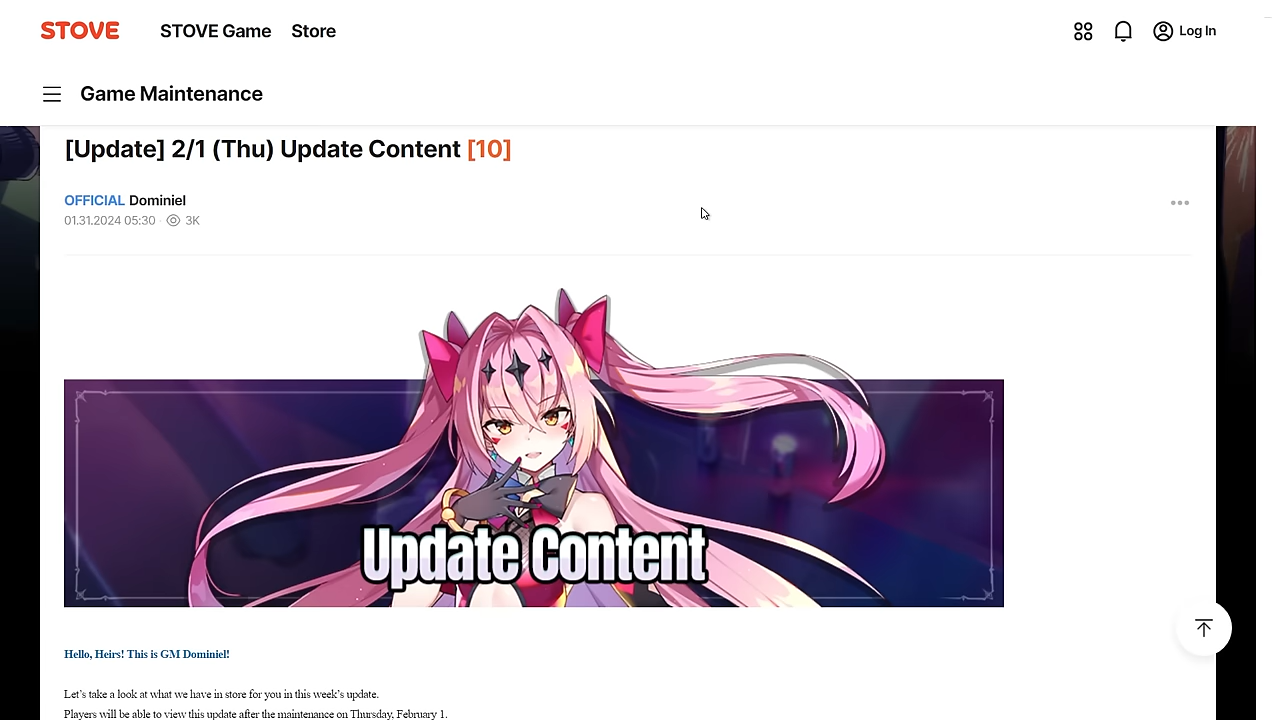 STOVE
STOVE Game
Store
Log In
Game Maintenance
[Update] 2/1 (Thu) Update Content [10]
OFFICIAL Dominiel
01.31.2024 05:30 · 3K
Update Content
Hello, Heirs! This is GM Dominiel!
Let’s take a look at what we have in store for you in this week’s update.
Players will be able to view this update after the maintenance on Thursday, February 1.